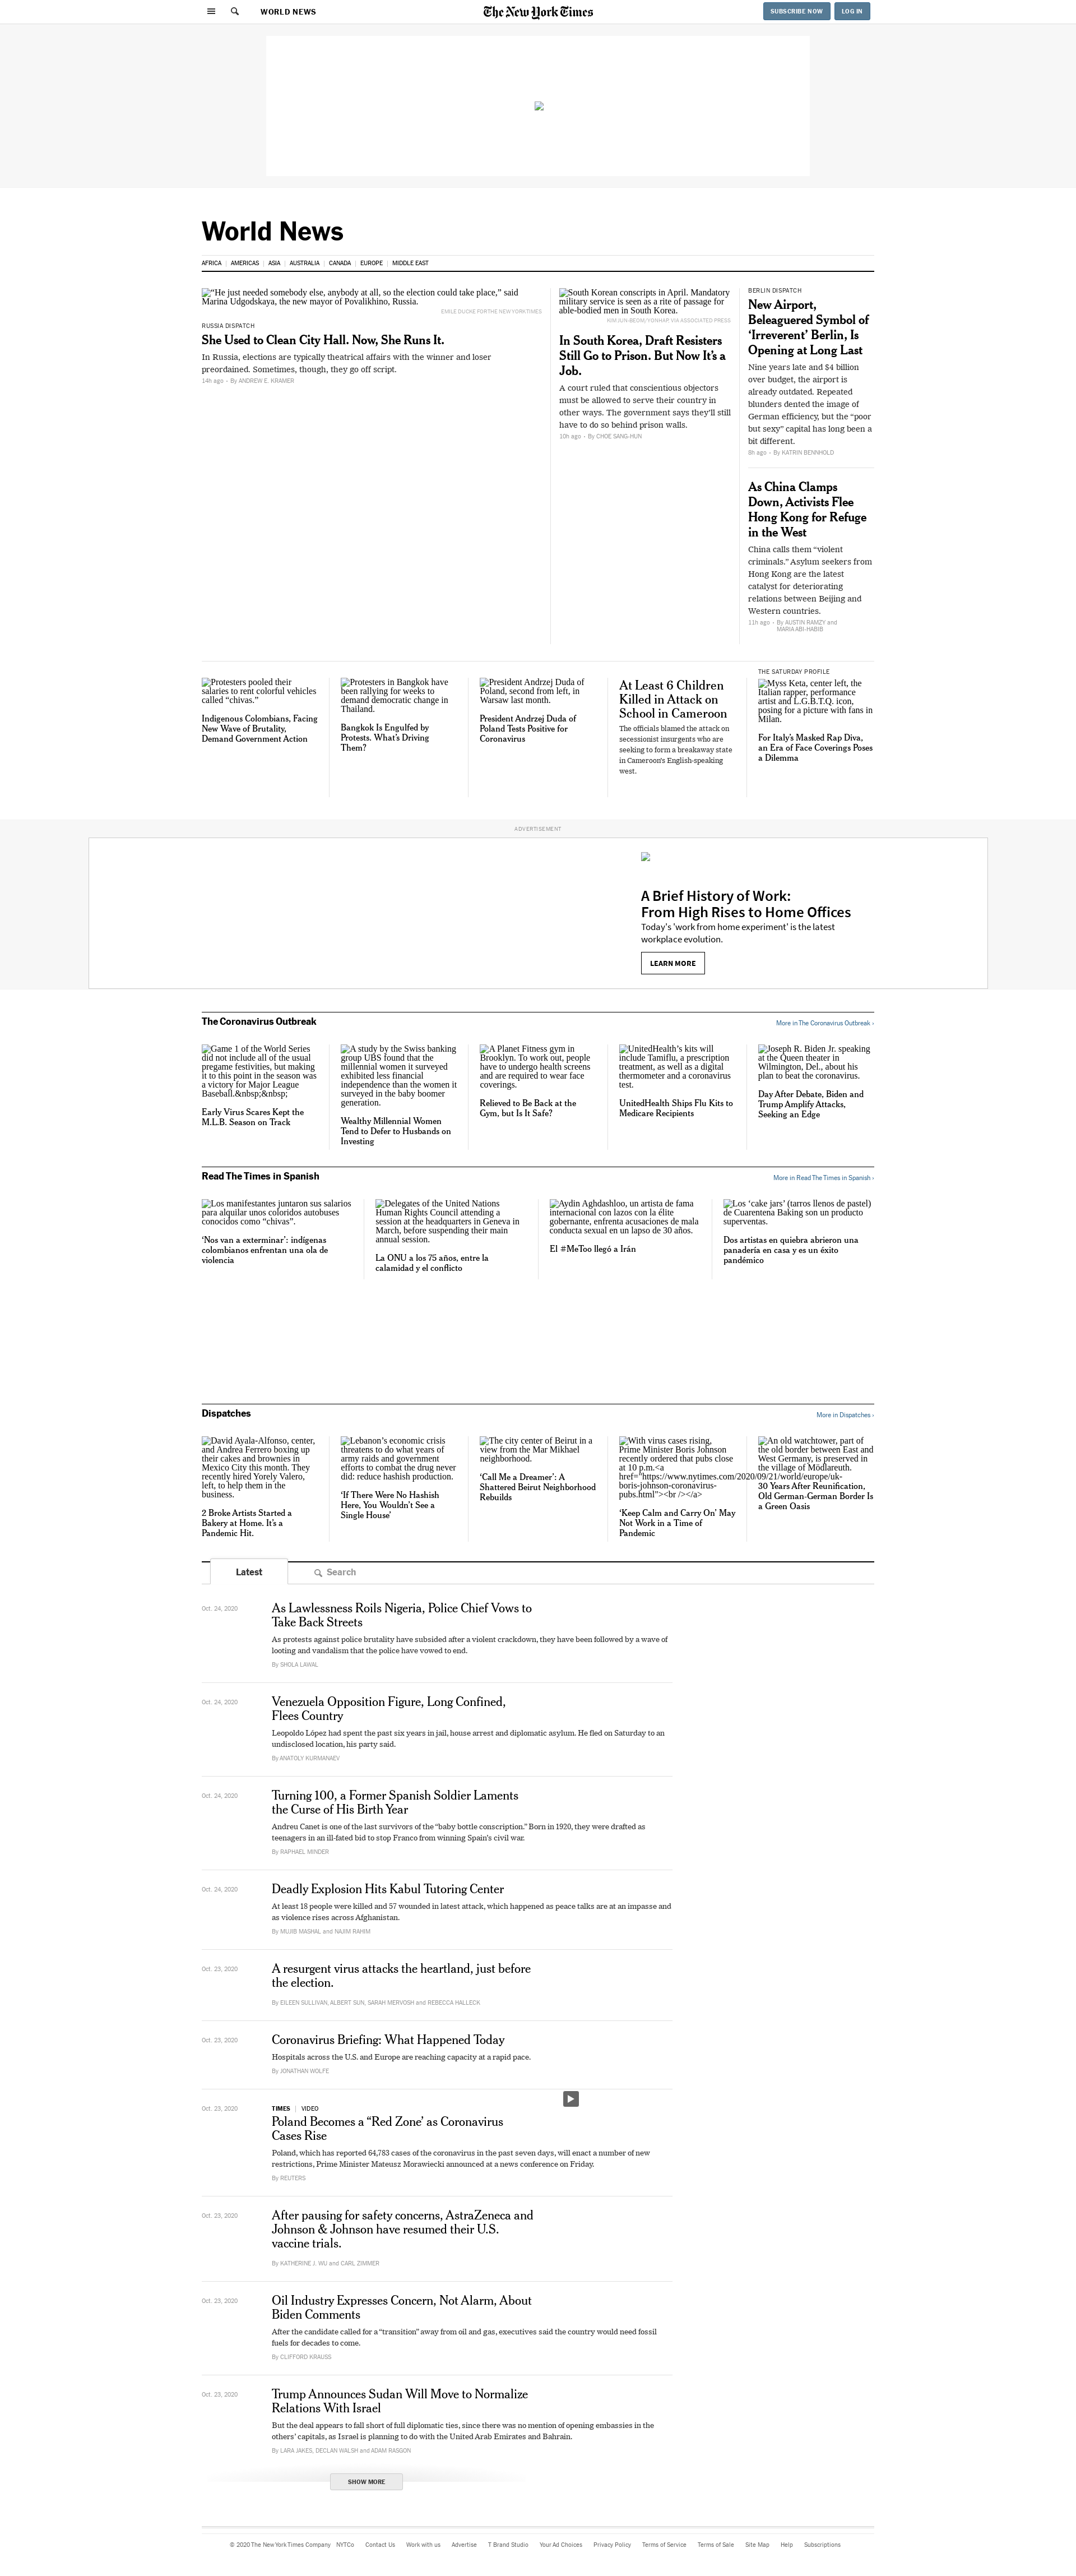 WORLD NEWS
The New York Times
SUBSCRIBE NOW
LOG IN
World News
AFRICA
AMERICAS
ASIA
AUSTRALIA
CANADA
EUROPE
MIDDLE EAST
“He just needed somebody else, anybody at all, so the election could take place,” said
Marina Udgodskaya, the new mayor of Povalikhino, Russia.
EMILE DUCKE FOR THE NEW YORK TIMES
RUSSIA DISPATCH
She Used to Clean City Hall. Now, She Runs It.
In Russia, elections are typically theatrical affairs with the winner and loser
preordained. Sometimes, though, they go off script.
14h ago
By ANDREW E. KRAMER
South Korean conscripts in April. Mandatory
military service is seen as a rite of passage for
able-bodied men in South Korea.
KIM JUN-BEOM, YONHAP, VIA ASSOCIATED PRESS
In South Korea, Draft Resisters
Still Go to Prison. But Now It’s a
Job.
A court ruled that conscientious objectors
must be allowed to serve their country in
other ways. The government says they’ll still
have to do so behind prison walls.
10h ago
By CHOE SANG-HUN
BERLIN DISPATCH
New Airport,
Beleaguered Symbol of
‘Irreverent’ Berlin, Is
Opening at Long Last
Nine years late and $4 billion
over budget, the airport is
already outdated. Repeated
blunders dented the image of
German efficiency, but the “poor
but sexy” capital has long been a
bit different.
8h ago
By KATRIN BENNHOLD
As China Clamps
Down, Activists Flee
Hong Kong for Refuge
in the West
China calls them “violent
criminals.” Asylum seekers from
Hong Kong are the latest
catalyst for deteriorating
relations between Beijing and
Western countries.
11h ago
By AUSTIN RAMZY and
MARIA ABI-HABIB
Protesters pooled their
salaries to rent colorful vehicles
called “chivas.”
Indigenous Colombians, Facing
New Wave of Brutality,
Demand Government Action
Protesters in Bangkok have
been rallying for weeks to
demand democratic change in
Thailand.
Bangkok Is Engulfed by
Protests. What’s Driving
Them?
President Andrzej Duda of
Poland, second from left, in
Warsaw last month.
President Andrzej Duda of
Poland Tests Positive for
Coronavirus
At Least 6 Children
Killed in Attack on
School in Cameroon
The officials blamed the attack on
secessionist insurgents who are
seeking to form a breakaway state
in Cameroon’s English-speaking
west.
THE SATURDAY PROFILE
Myss Keta, center left, the
Italian rapper, performance
artist and L.G.B.T.Q. icon,
posing for a picture with fans in
Milan.
For Italy’s Masked Rap Diva,
an Era of Face Coverings Poses
a Dilemma
ADVERTISEMENT
A Brief History of Work:
From High Rises to Home Offices
Today's 'work from home experiment' is the latest
workplace evolution.
LEARN MORE
The Coronavirus Outbreak
More in The Coronavirus Outbreak ›
Game 1 of the World Series
did not include all of the usual
pregame festivities, but making
it to this point in the season was
a victory for Major League
Baseball.&nbsp;&nbsp;
Early Virus Scares Kept the
M.L.B. Season on Track
A study by the Swiss banking
group UBS found that the
millennial women it surveyed
exhibited less financial
independence than the women it
surveyed in the baby boomer
generation.
Wealthy Millennial Women
Tend to Defer to Husbands on
Investing
A Planet Fitness gym in
Brooklyn. To work out, people
have to undergo health screens
and are required to wear face
coverings.
Relieved to Be Back at the
Gym, but Is It Safe?
UnitedHealth’s kits will
include Tamiflu, a prescription
treatment, as well as a digital
thermometer and a coronavirus
test.
UnitedHealth Ships Flu Kits to
Medicare Recipients
Joseph R. Biden Jr. speaking
at the Queen theater in
Wilmington, Del., about his
plan to beat the coronavirus.
Day After Debate, Biden and
Trump Amplify Attacks,
Seeking an Edge
Read The Times in Spanish
More in Read The Times in Spanish ›
Los manifestantes juntaron sus salarios
para alquilar unos coloridos autobuses
conocidos como “chivas”.
‘Nos van a exterminar’: indígenas
colombianos enfrentan una ola de
violencia
Delegates of the United Nations
Human Rights Council attending a
session at the headquarters in Geneva in
March, before suspending their main
annual session.
La ONU a los 75 años, entre la
calamidad y el conflicto
Aydin Aghdashloo, un artista de fama
internacional con lazos con la élite
gobernante, enfrenta acusaciones de mala
conducta sexual en un lapso de 30 años.
El #MeToo llegó a Irán
Los ‘cake jars’ (tarros llenos de pastel)
de Cuarentena Baking son un producto
superventas.
Dos artistas en quiebra abrieron una
panadería en casa y es un éxito
pandémico
Dispatches
More in Dispatches ›
David Ayala-Alfonso, center,
and Andrea Ferrero boxing up
their cakes and brownies in
Mexico City this month. They
recently hired Yorely Valero,
left, to help them in the
business.
2 Broke Artists Started a
Bakery at Home. It’s a
Pandemic Hit.
Lebanon’s economic crisis
threatens to do what years of
army raids and government
efforts to combat the drug never
did: reduce hashish production.
‘If There Were No Hashish
Here, You Wouldn’t See a
Single House’
The city center of Beirut in a
view from the Mar Mikhael
neighborhood.
‘Call Me a Dreamer’: A
Shattered Beirut Neighborhood
Rebuilds
With virus cases rising,
Prime Minister Boris Johnson
recently ordered that pubs close
at 10 p.m.<a
href="https://www.nytimes.com/2020/09/21/world/europe/uk-
boris-johnson-coronavirus-
pubs.html"><br /></a>
‘Keep Calm and Carry On’ May
Not Work in a Time of
Pandemic
An old watchtower, part of
the old border between East and
West Germany, is preserved in
the village of Mödlareuth.
30 Years After Reunification,
Old German-German Border Is
a Green Oasis
Latest
Search
Oct. 24, 2020
As Lawlessness Roils Nigeria, Police Chief Vows to
Take Back Streets
As protests against police brutality have subsided after a violent crackdown, they have been followed by a wave of
looting and vandalism that the police have vowed to end.
By SHOLA LAWAL
Oct. 24, 2020
Venezuela Opposition Figure, Long Confined,
Flees Country
Leopoldo López had spent the past six years in jail, house arrest and diplomatic asylum. He fled on Saturday to an
undisclosed location, his party said.
By ANATOLY KURMANAEV
Oct. 24, 2020
Turning 100, a Former Spanish Soldier Laments
the Curse of His Birth Year
Andreu Canet is one of the last survivors of the “baby bottle conscription.” Born in 1920, they were drafted as
teenagers in an ill-fated bid to stop Franco from winning Spain’s civil war.
By RAPHAEL MINDER
Oct. 24, 2020
Deadly Explosion Hits Kabul Tutoring Center
At least 18 people were killed and 57 wounded in latest attack, which happened as peace talks are at an impasse and
as violence rises across Afghanistan.
By MUJIB MASHAL and NAJIM RAHIM
Oct. 23, 2020
A resurgent virus attacks the heartland, just before
the election.
By EILEEN SULLIVAN, ALBERT SUN, SARAH MERVOSH and REBECCA HALLECK
Oct. 23, 2020
Coronavirus Briefing: What Happened Today
Hospitals across the U.S. and Europe are reaching capacity at a rapid pace.
By JONATHAN WOLFE
Oct. 23, 2020
TIMES
VIDEO
Poland Becomes a “Red Zone’ as Coronavirus
Cases Rise
Poland, which has reported 64,783 cases of the coronavirus in the past seven days, will enact a number of new
restrictions, Prime Minister Mateusz Morawiecki announced at a news conference on Friday.
By REUTERS
Oct. 23, 2020
After pausing for safety concerns, AstraZeneca and
Johnson & Johnson have resumed their U.S.
vaccine trials.
By KATHERINE J. WU and CARL ZIMMER
Oct. 23, 2020
Oil Industry Expresses Concern, Not Alarm, About
Biden Comments
After the candidate called for a “transition” away from oil and gas, executives said the country would need fossil
fuels for decades to come.
By CLIFFORD KRAUSS
Oct. 23, 2020
Trump Announces Sudan Will Move to Normalize
Relations With Israel
But the deal appears to fall short of full diplomatic ties, since there was no mention of opening embassies in the
others’ capitals, as Israel is planning to do with the United Arab Emirates and Bahrain.
By LARA JAKES, DECLAN WALSH and ADAM RASGON
SHOW MORE
© 2020 The New York Times Company
NYTCo
Contact Us
Work with us
Advertise
T Brand Studio
Your Ad Choices
Privacy Policy
Terms of Service
Terms of Sale
Site Map
Help
Subscriptions